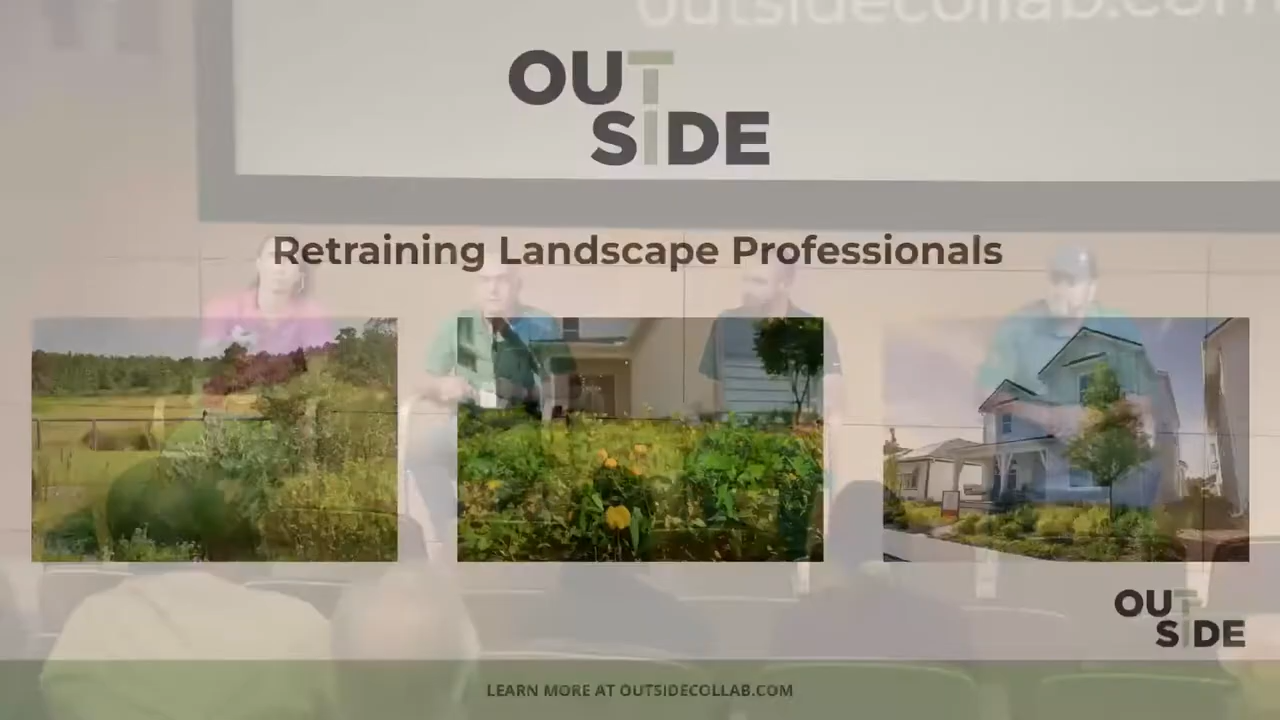 outsidecollab.com
OUT
SIDE
Retraining Landscape Professionals
OUT
SIDE
LEARN MORE AT OUTSIDECOLLAB.COM